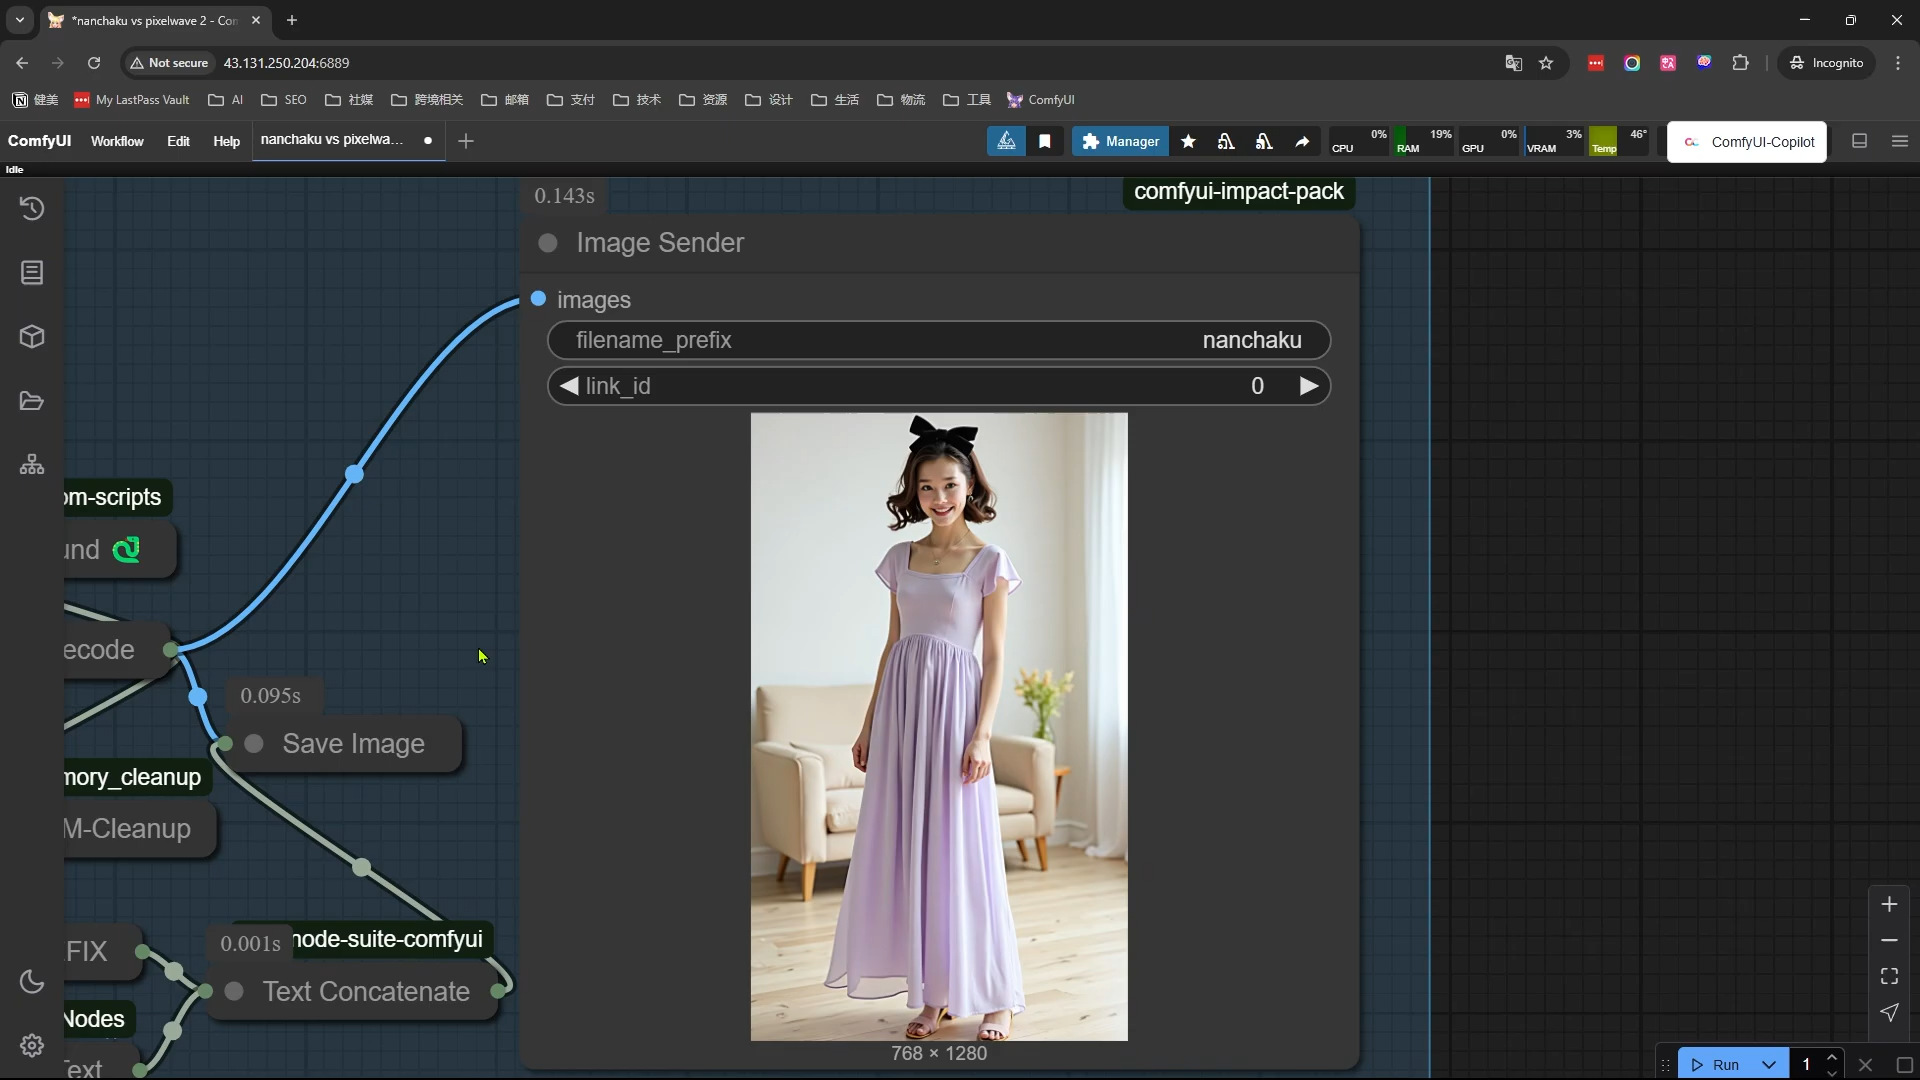 *nanchaku vs pixelwave 2 - Con
Not secure
43.131.250.204:6889
Incognito
健美
My LastPass Vault
AI
SEO
社媒
跨境相关
邮箱
支付
技术
资源
设计
生活
物流
工具
ComfyUI
ComfyUI
Workflow
Edit
Help
nanchaku vs pixelwa...
Manager
CPU 0%
RAM 19%
GPU 0%
VRAM 3%
Temp 46°
ComfyUI-Copilot
Idle
0.143s
comfyui-impact-pack
Image Sender
images
filename_prefix nanchaku
link_id 0
om-scripts
und
ecode
0.095s
Save Image
mory_cleanup
M-Cleanup
FIX
0.001s
node-suite-comfyui
Text Concatenate
Nodes
Text
768 × 1280
Run
1